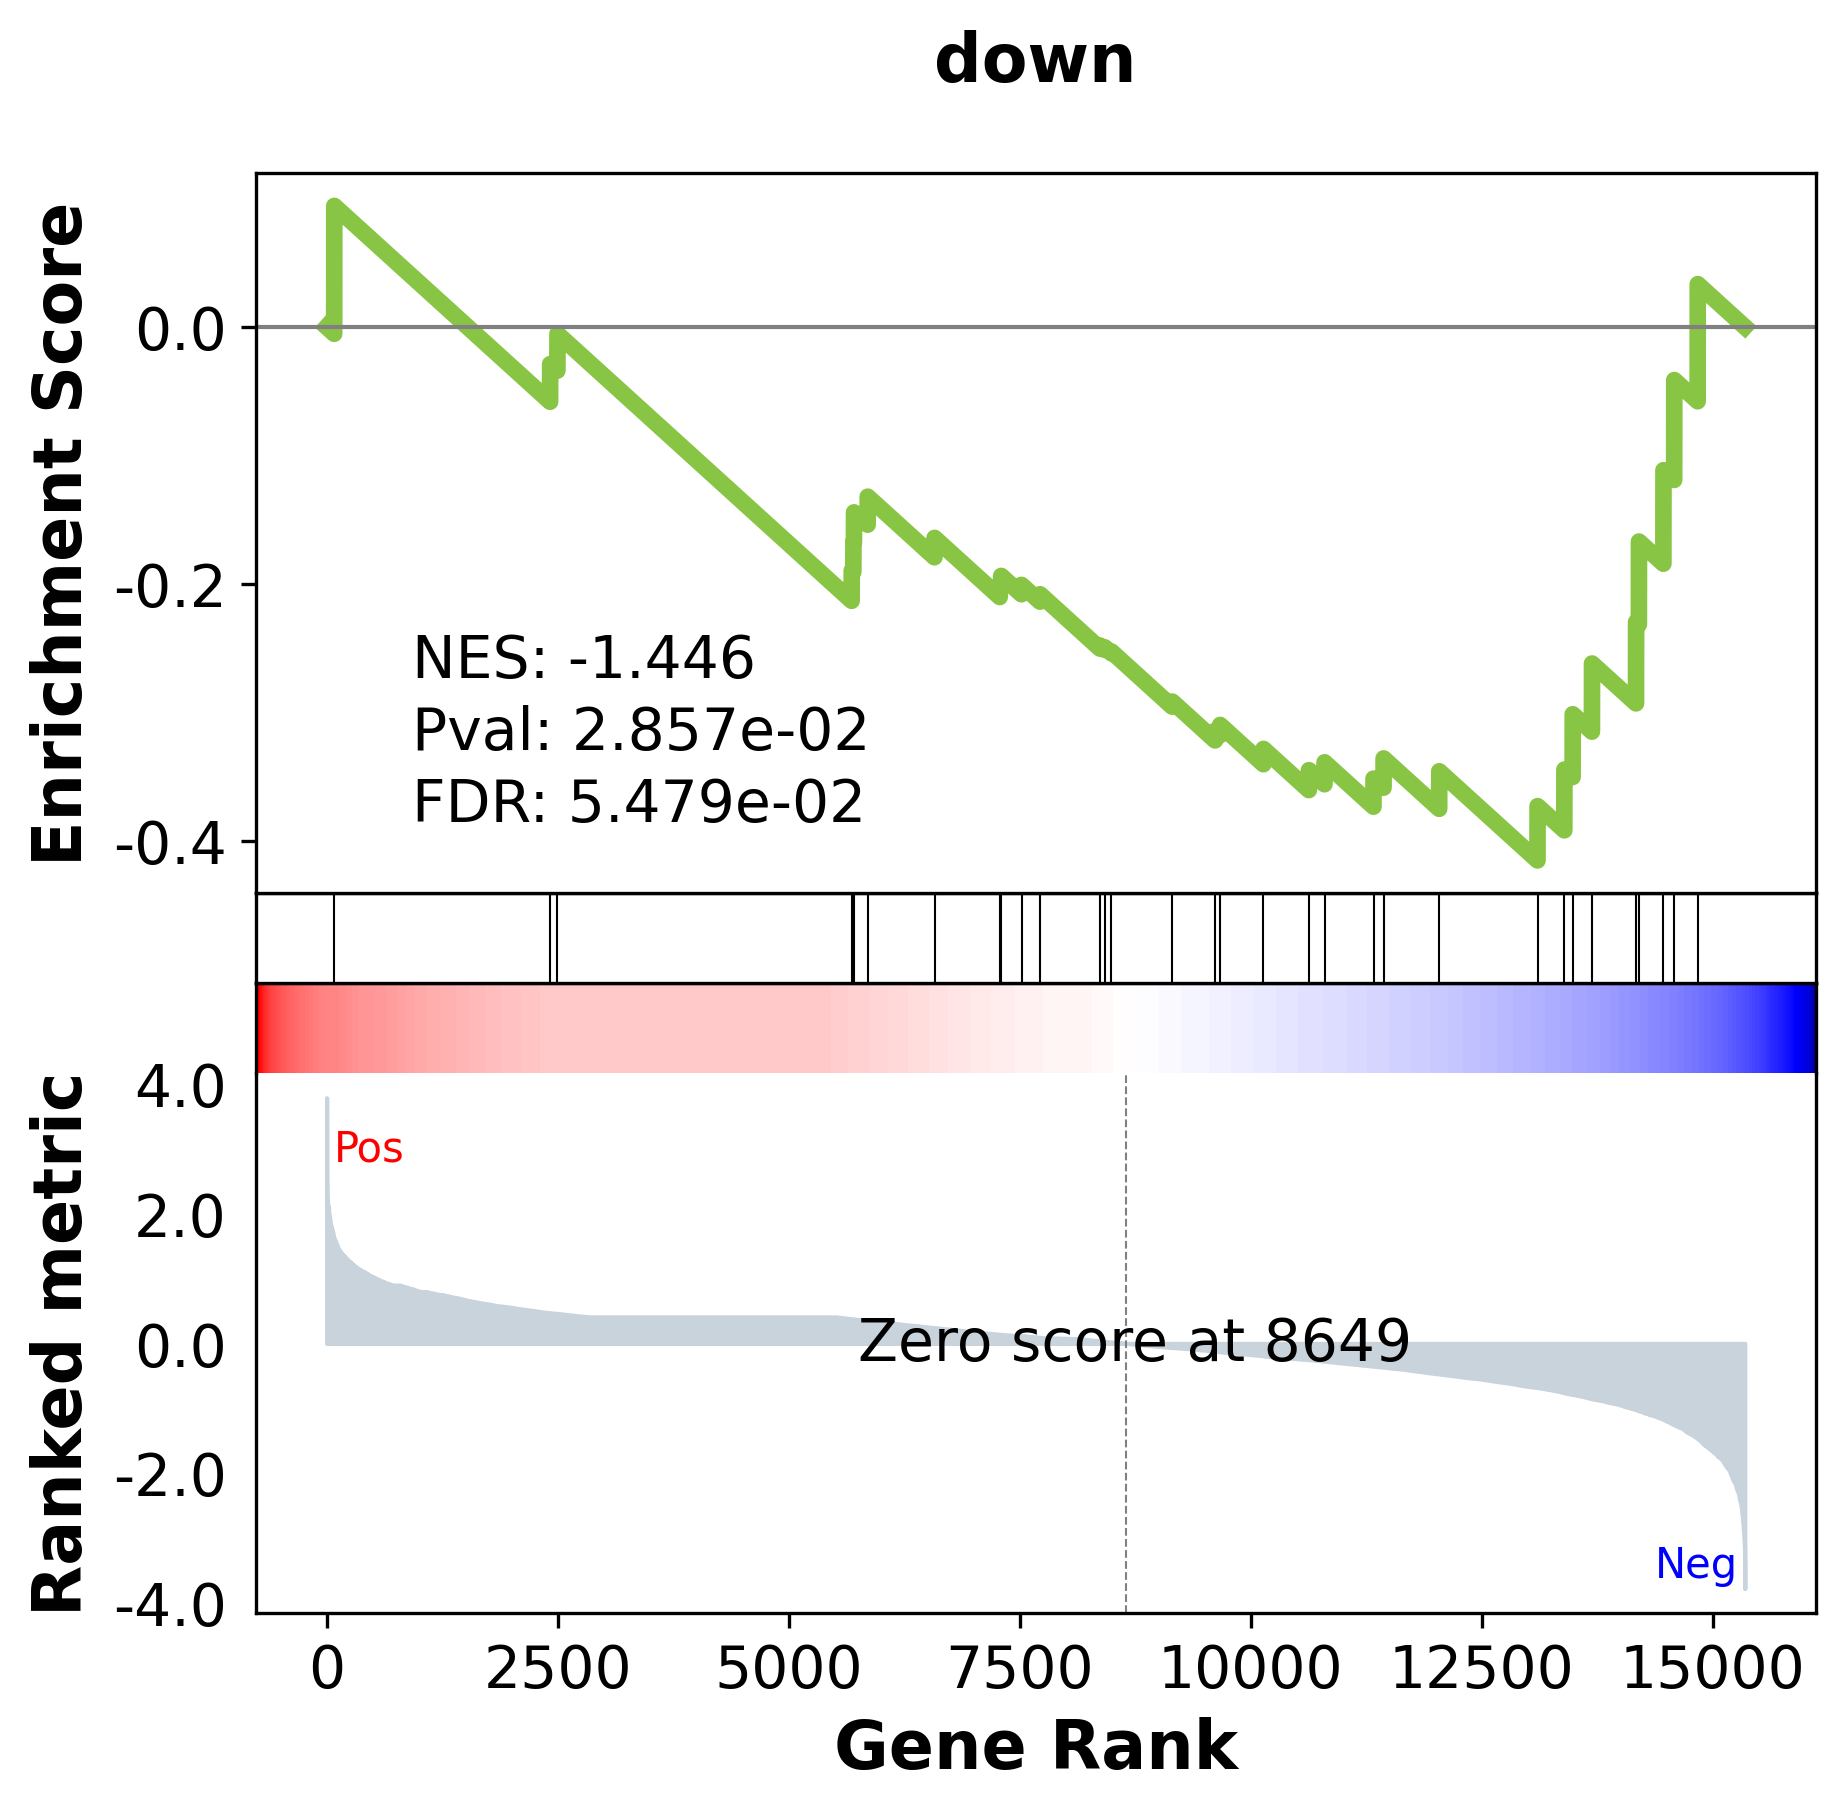 down
Enrichment Score
0.0
-0.2
-0.4
NES: -1.446
Pval: 2.857e-02
FDR: 5.479e-02
Ranked metric
4.0
2.0
0.0
-2.0
-4.0
Pos
Zero score at 8649
Neg
0 2500 5000 7500 10000 12500 15000
Gene Rank